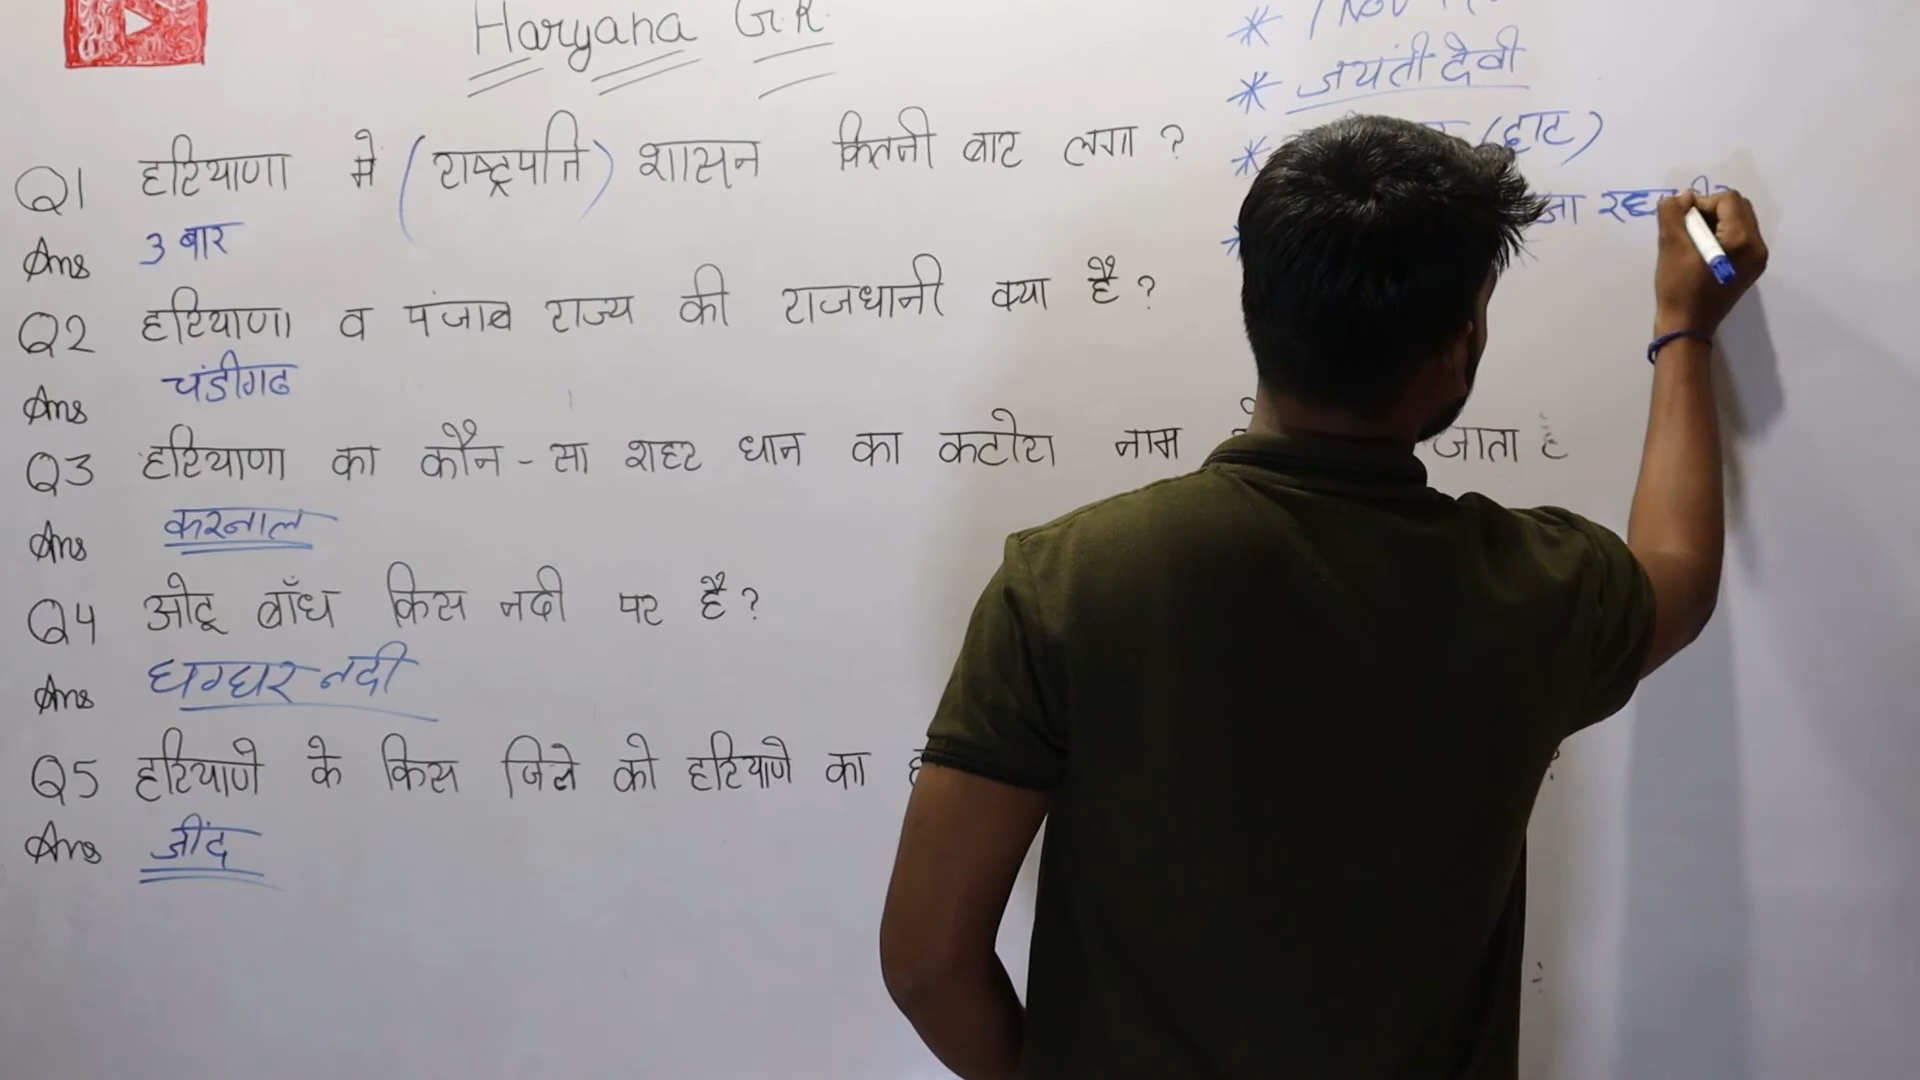 Haryana G.K.
Q1 हरियाणा मे (राष्ट्रपति) शासन कितनी बार लगा ?
Ans 3 बार
Q2 हरियाणा व पंजाब राज्य की राजधानी क्या है ?
Ans चंडीगढ
Q3 हरियाणा का कौन - सा शहर धान का कटोरा नाम जाता
Ans करनाल
Q4 ओटू बाँध किस नदी पर है ?
Ans घग्घर नदी
Q5 हरियाणे के किस जिले को हरियाणे का
Ans जींद
*
* जयंती देवी
* (हाट)